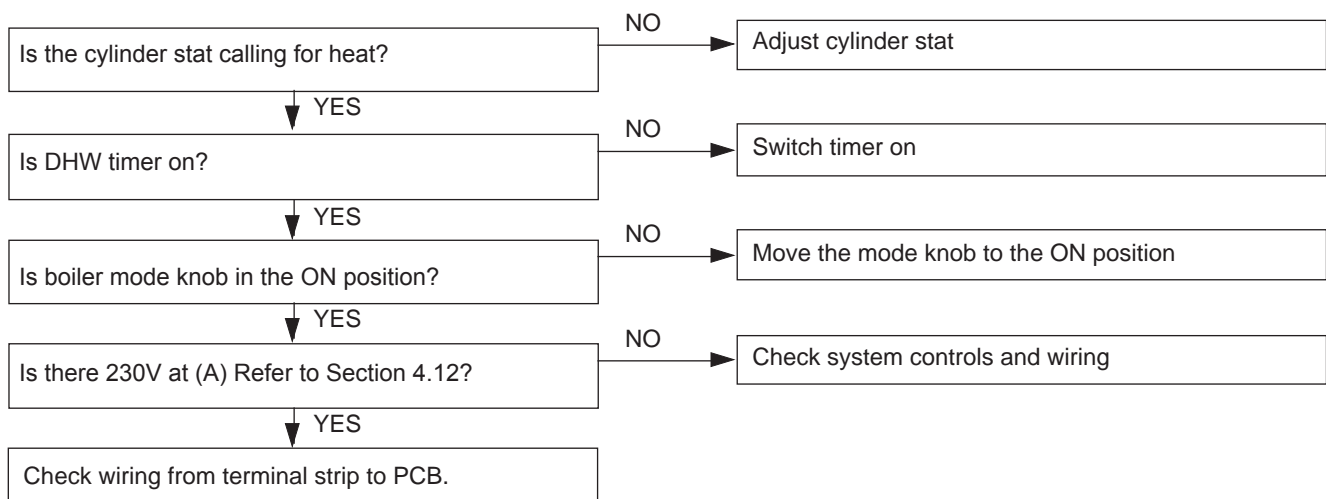 Is the cylinder stat calling for heat?
NO
Adjust cylinder stat
YES
Is DHW timer on?
NO
Switch timer on
YES
Is boiler mode knob in the ON position?
NO
Move the mode knob to the ON position
YES
Is there 230V at (A) Refer to Section 4.12?
NO
Check system controls and wiring
YES
Check wiring from terminal strip to PCB.